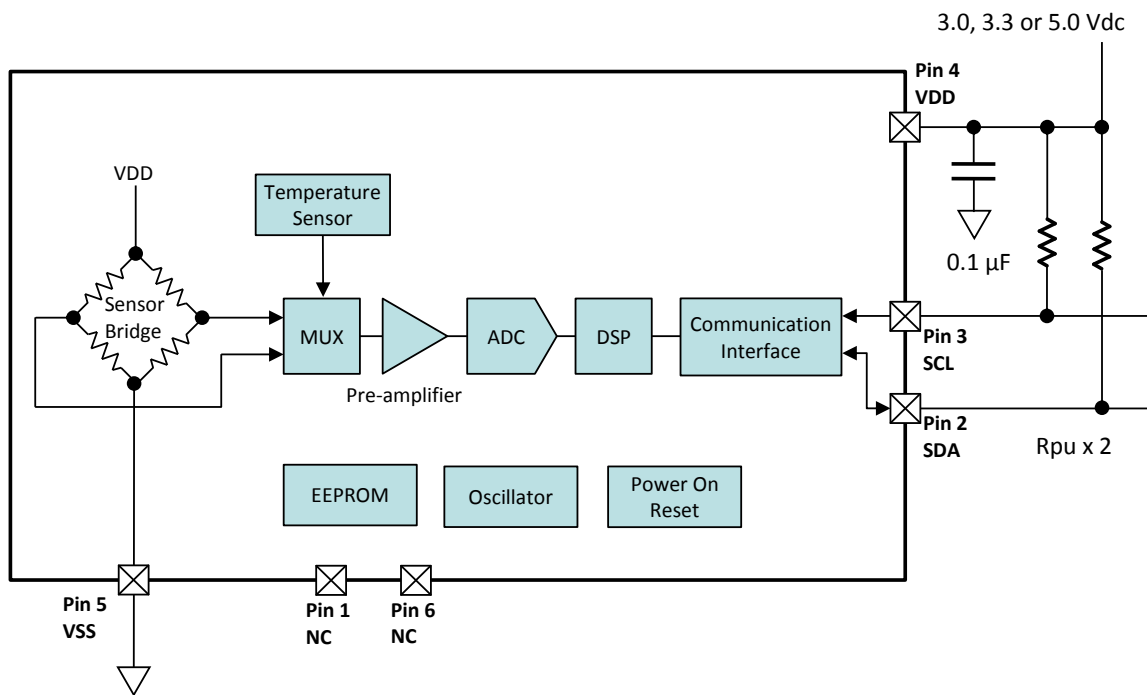 3.0, 3.3 or 5.0 Vdc
Pin 4
VDD
VDD
Temperature
Sensor
0.1 µF
Sensor
Bridge
MUX
ADC
DSP
Communication
Interface
Pre-amplifier
Pin 3
SCL
Pin 2
SDA
Rpu x 2
EEPROM
Oscillator
Power On
Reset
Pin 5
VSS
Pin 1
NC
Pin 6
NC